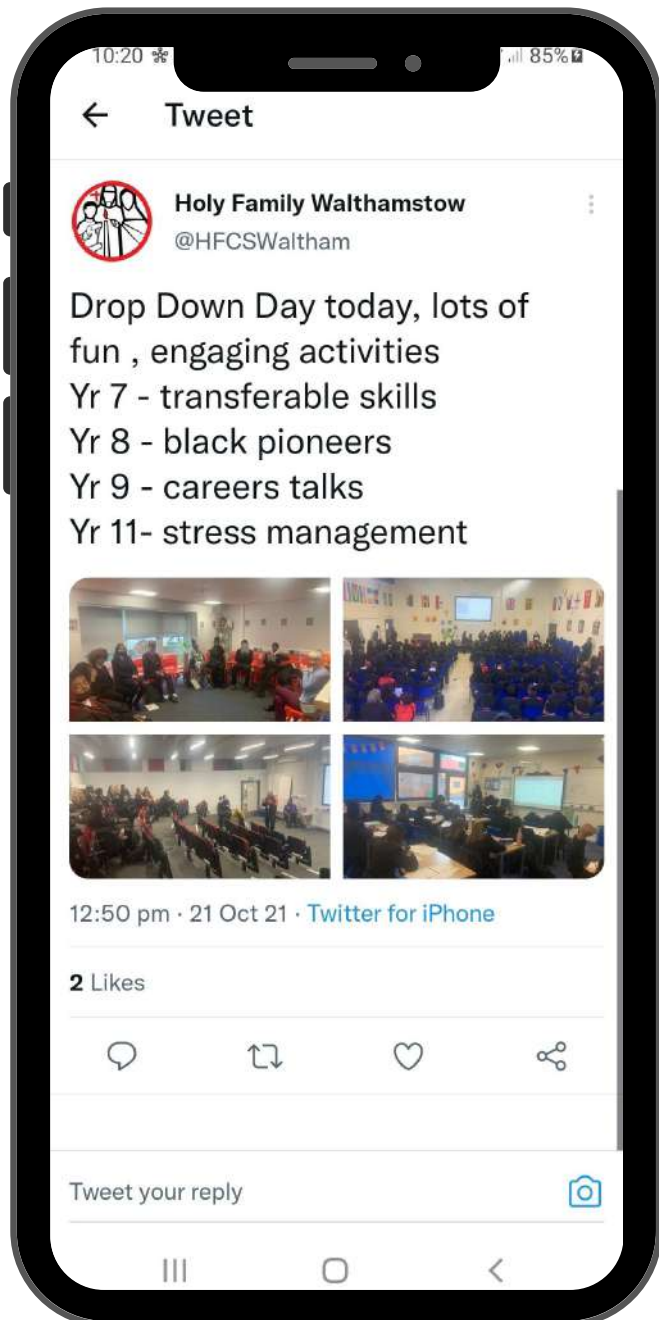 10:20
85%
Tweet
Holy Family Walthamstow
@HFCSWaltham
Drop Down Day today, lots of
fun , engaging activities
Yr 7 - transferable skills
Yr 8 - black pioneers
Yr 9 - careers talks
Yr 11- stress management
12:50 pm · 21 Oct 21 · Twitter for iPhone
2 Likes
Tweet your reply